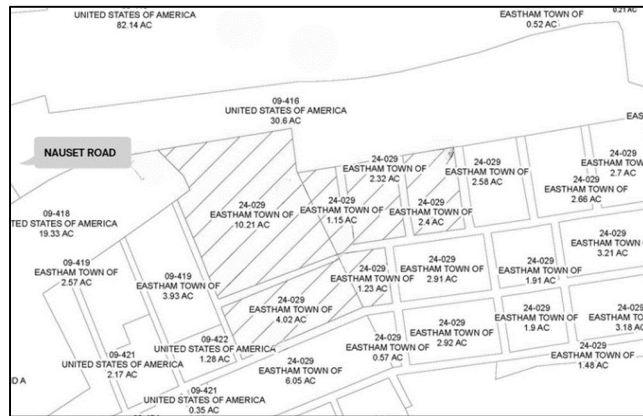 UNITED STATES OF AMERICA
82.14 AC
EASTHAM TOWN OF
0.52 AC
0.21 AC
09-416
UNITED STATES OF AMERICA
30.6 AC
EAS
NAUSET ROAD
24-029
EASTHAM TOWN OF
2.32 AC
24-029
EASTHAM TOWN OF
2.58 AC
24-029
EASTHAM TOWN OF
2.7 AC
24-029
EASTHAM TOWN OF
2.66 AC
24-029
EASTHAM TOWN OF
10.21 AC
24-029
EASTHAM TOWN OF
1.15 AC
24-029
EASTHAM TOWN OF
2.4 AC
09-418
TED STATES OF AMERICA
19.33 AC
24-029
EASTHAM TOWN OF
3.21 AC
09-419
EASTHAM TOWN OF
2.57 AC
09-419
EASTHAM TOWN OF
3.93 AC
24-029
EASTHAM TOWN OF
1.23 AC
24-029
EASTHAM TOWN OF
2.91 AC
24-029
EASTHAM TOWN OF
1.91 AC
24-029
EASTHAM TOWN OF
4.02 AC
24-029
EASTHAM TOWN OF
1.9 AC
24-029
EASTHAM TO
3.18 AC
09-422
UNITED STATES OF AMERICA
1.28 AC
24-029
EASTHAM TOWN OF
0.57 AC
24-029
EASTHAM TOWN OF
2.92 AC
09-421
UNITED STATES OF AMERICA
2.17 AC
24-029
EASTHAM TOWN OF
6.05 AC
24-029
EASTHAM TOWN OF
1.48 AC
D A
09-421
UNITED STATES OF AMERICA
0.35 AC